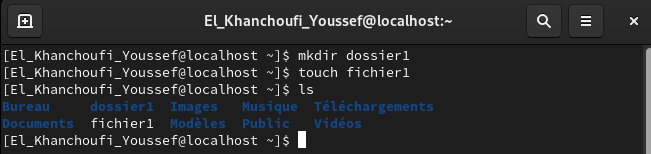 El_Khanchoufi_Youssef@localhost:~
[El_Khanchoufi_Youssef@localhost ~]$ mkdir dossier1
[El_Khanchoufi_Youssef@localhost ~]$ touch fichier1
[El_Khanchoufi_Youssef@localhost ~]$ ls
Bureau dossier1 Images Musique Téléchargements
Documents fichier1 Modèles Public Vidéos
[El_Khanchoufi_Youssef@localhost ~]$